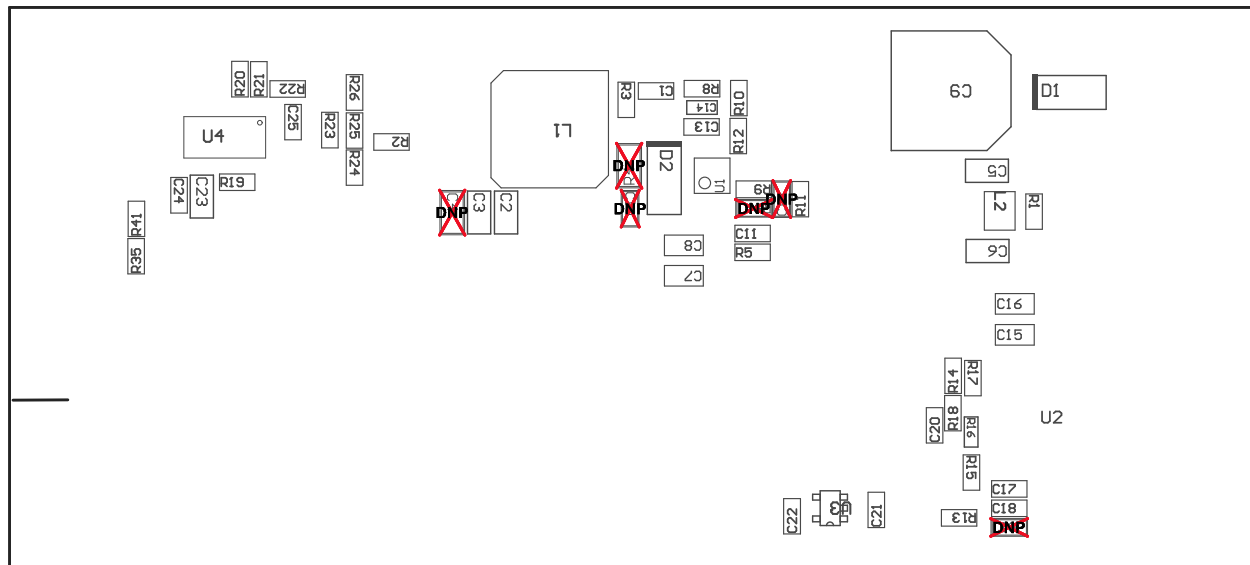 R20
R21
R22
R26
C25
R23
R25
R2
R24
U4
C24
C23
R19
R41
R35
L1
R3
C1
R8
C14
C13
R10
R12
DNP
D2
U1
DNP
DNP
C3
C2
R9
DNP
DNP
R11
C11
R5
C8
C7
C9
D1
C5
L2
R1
C6
C16
C15
R14
R17
R18
C20
R16
U2
R15
C17
C18
R13
DNP
C22
U3
C21